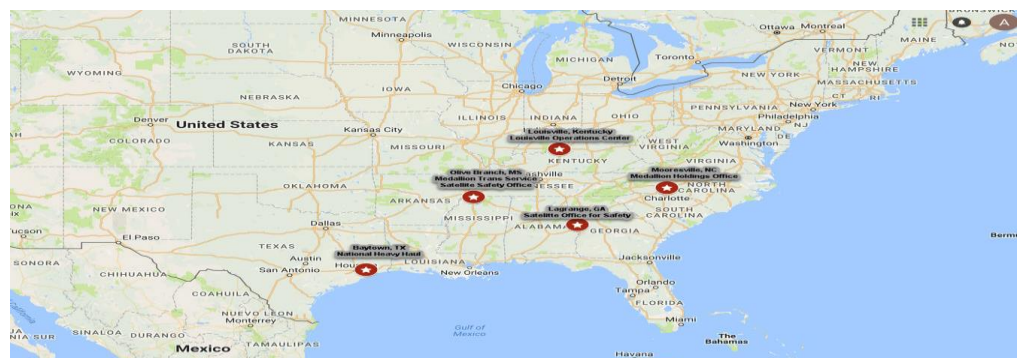 BRUNSWICK
MINNESOTA
Ottawa
Montreal
MAINE
A
Minneapolis
SOUTH
DAKOTA
WISCONSIN
MICHIGAN
Toronto
VERMONT
NEW
HAMPSHIRE
WYOMING
Detroit
NEW YORK
MASSACHUSETTS
Chicago
IOWA
CT
RI
NEBRASKA
PENNSYLVANIA
New York
ILLINOIS
INDIANA
OHIO
Philadelphia
Denver
United States
Kansas City
NJ
MARYLAND
DE
COLORADO
KANSAS
MISSOURI
Louisville, Kentucky
Louisville Operations Center
WEST
VIRGINIA
Washington
KENTUCKY
VIRGINIA
Olive Branch, MS
Medallion Trans Service
Satellite Safety Office
Mooresville, NC
Medallion Holdings Office
OKLAHOMA
ARKANSAS
NORTH
CAROLINA
Charlotte
NEW MEXICO
Lagrange, GA
Satellite Office for Safety
SOUTH
CAROLINA
MISSISSIPPI
ALABAMA
GEORGIA
Dallas
El Paso
TEXAS
Baytown, TX
National Heavy Haul
LOUISIANA
Jacksonville
SONORA
CHIHUAHUA
Austin
San Antonio
New Orleans
Orlando
Tampa
FLORIDA
COAHUILA
NUEVO LEON
Monterrey
Miami
SINALOA
DURANGO
TAMAULIPAS
Gulf of
Mexico
The
Bahamas
Mexico
Havana